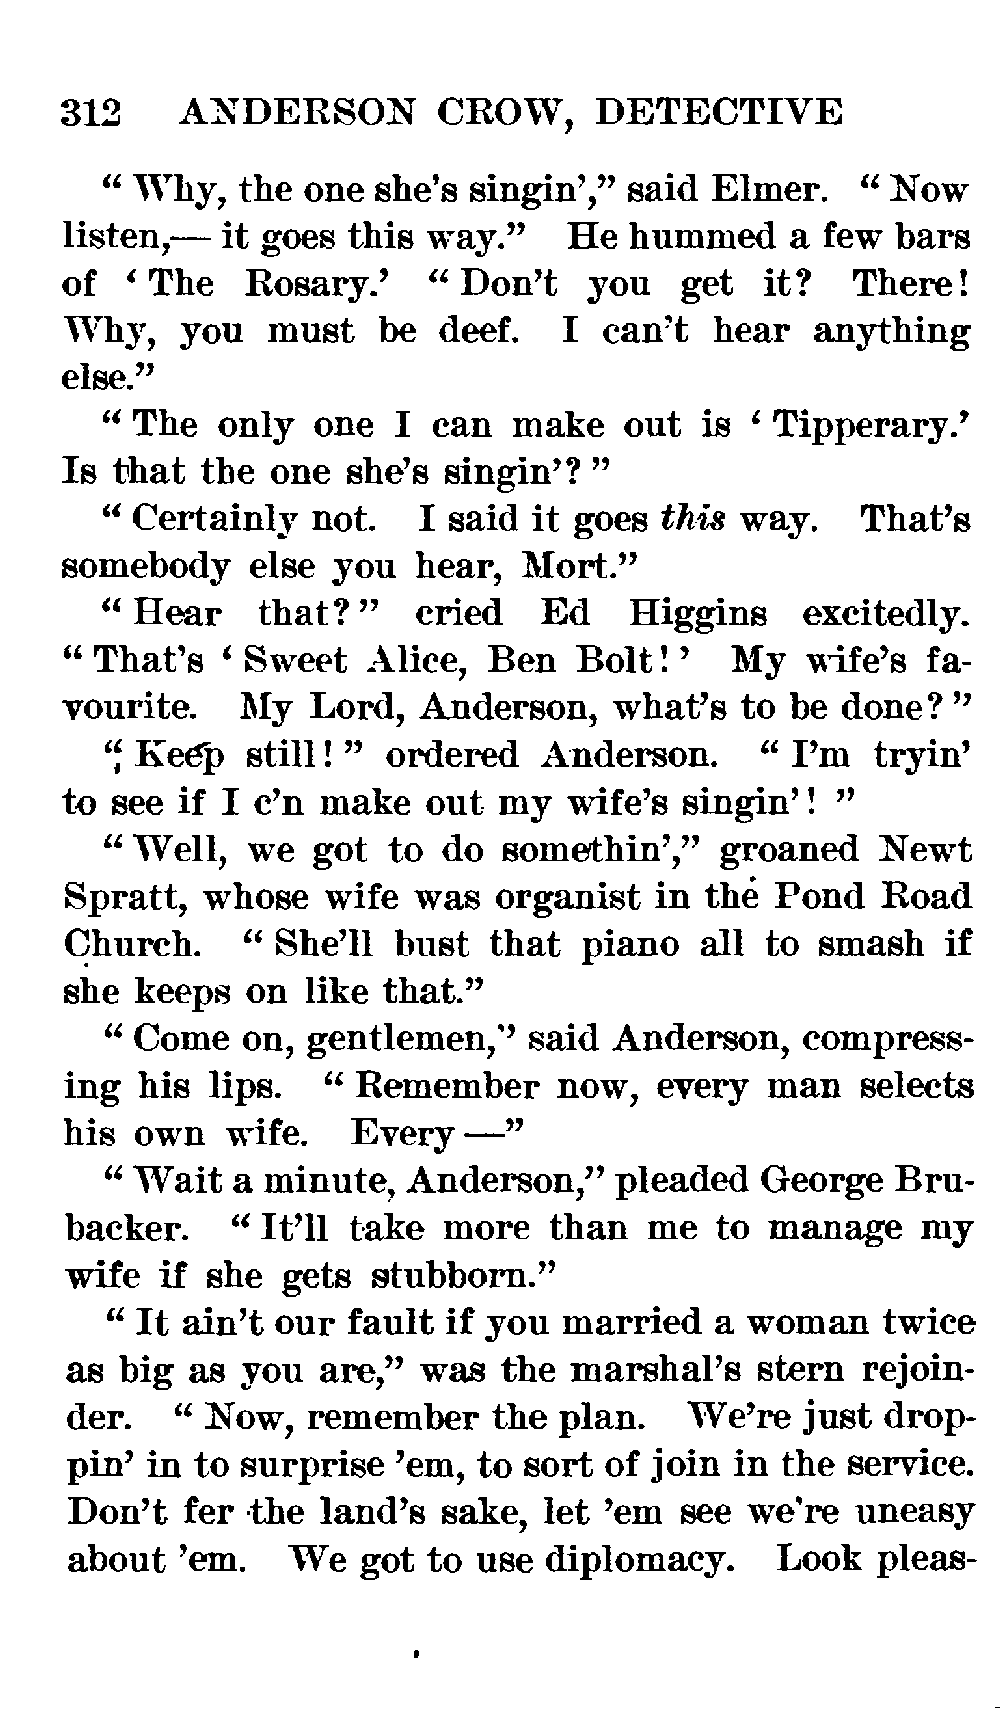 312 ANDERSON CROW, DETECTIVE
“ Why, the one she’s singin’,” said Elmer. “ Now
listen,— it goes this way.” He hummed a few bars
of ‘ The Rosary.’ “ Don’t you get it? There!
Why, you must be deef. I can’t hear anything
else.”
“ The only one I can make out is ‘ Tipperary.’
Is that the one she’s singin’? ”
“ Certainly not. I said it goes this way. That’s
somebody else you hear, Mort.”
“ Hear that? ” cried Ed Higgins excitedly.
“ That’s ‘ Sweet Alice, Ben Bolt! ’ My wife’s fa-
vourite. My Lord, Anderson, what’s to be done? ”
“ Keep still! ” ordered Anderson. “ I’m tryin’
to see if I c’n make out my wife’s singin’! ”
“ Well, we got to do somethin’,” groaned Newt
Spratt, whose wife was organist in the Pond Road
Church. “ She’ll bust that piano all to smash if
she keeps on like that.”
“ Come on, gentlemen,” said Anderson, compress-
ing his lips. “ Remember now, every man selects
his own wife. Every —”
“ Wait a minute, Anderson,” pleaded George Bru-
backer. “ It’ll take more than me to manage my
wife if she gets stubborn.”
“ It ain’t our fault if you married a woman twice
as big as you are,” was the marshal’s stern rejoin-
der. “ Now, remember the plan. We’re just drop-
pin’ in to surprise ’em, to sort of join in the service.
Don’t fer the land’s sake, let ’em see we’re uneasy
about ’em. We got to use diplomacy. Look pleas-